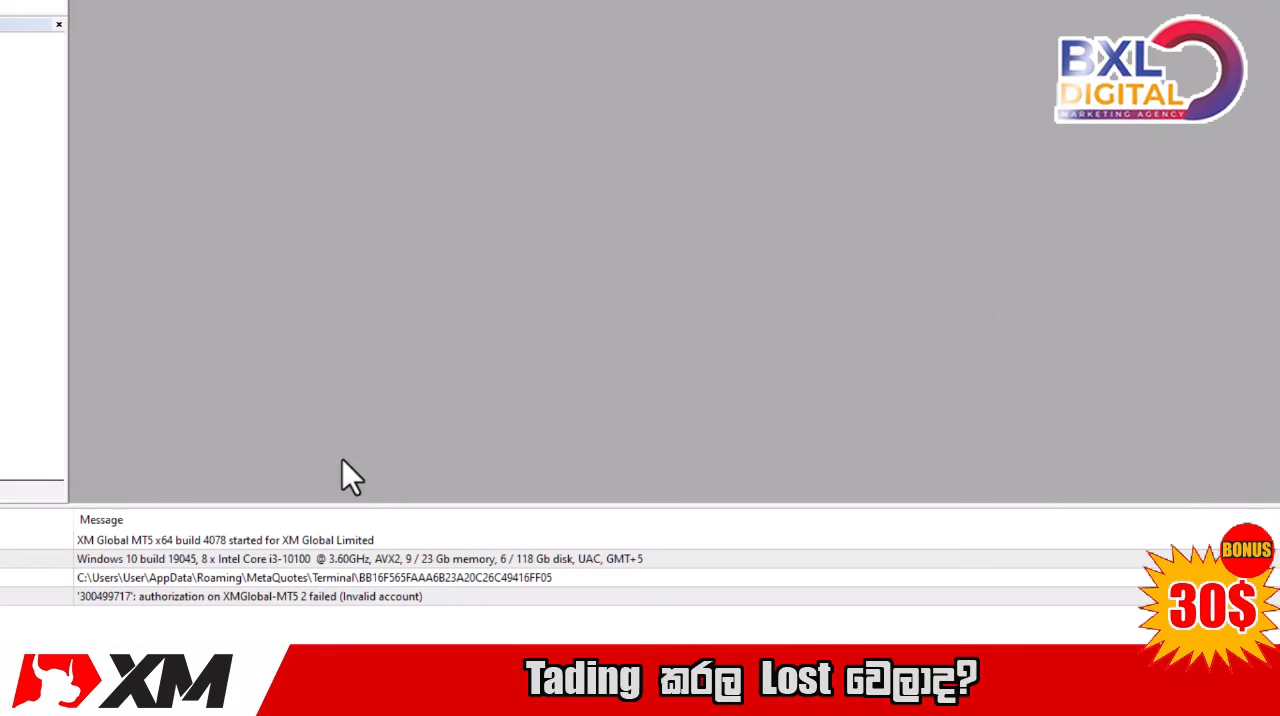 BXL
DIGITAL
MARKETING AGENCY
Message
XM Global MT5 x64 build 4078 started for XM Global Limited
Windows 10 build 19045, 8 x Intel Core i3-10100 @ 3.60GHz, AVX2, 9 / 23 Gb memory, 6 / 118 Gb disk, UAC, GMT+5
C:\Users\User\AppData\Roaming\MetaQuotes\Terminal\BB16F565FAAA6B23A20C26C49416FF05
'300499717': authorization on XMGlobal-MT5 2 failed (Invalid account)
BONUS
30$
XM
Tading කරල Lost වෙලාද?